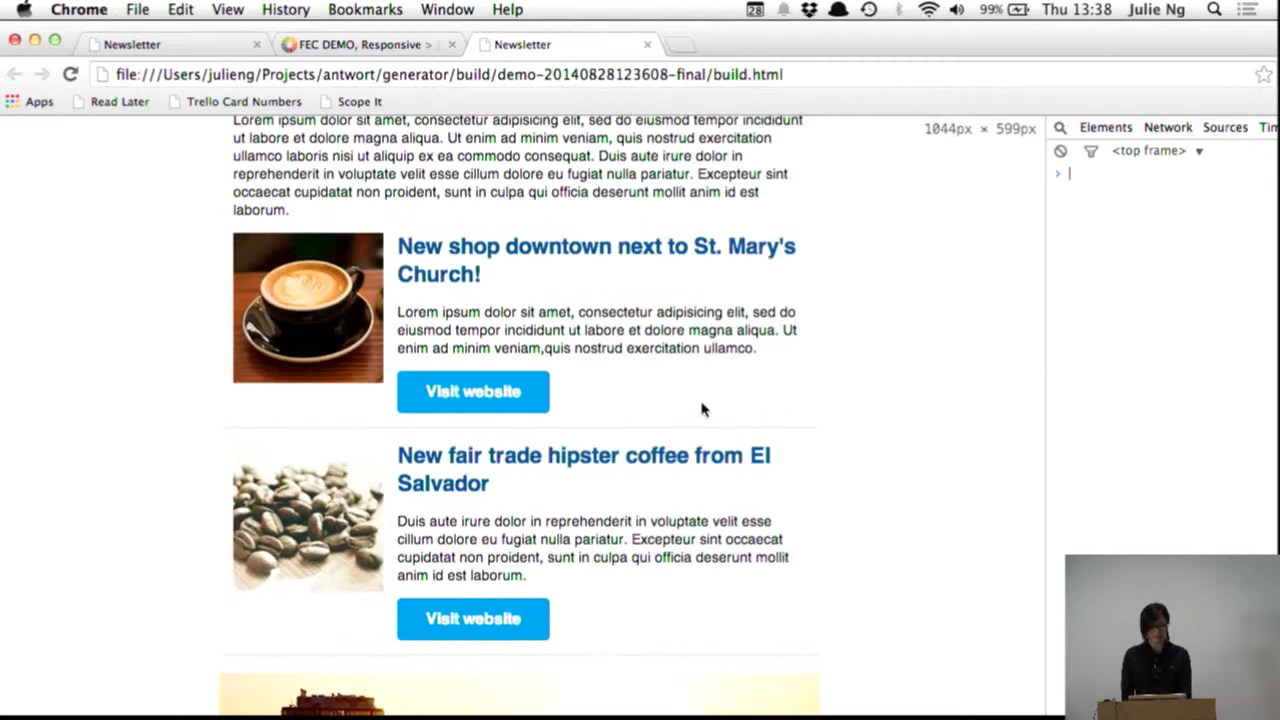 Chrome File Edit View History Bookmarks Window Help 28 99% Thu 13:38 Julie Ng
Newsletter FEC DEMO, Responsive > Newsletter
file:///Users/julieng/Projects/antwort/generator/build/demo-20140828123608-final/build.html
Apps Read Later Trello Card Numbers Scope It
Lorem ipsum dolor sit amet, consectetur adipisicing elit, sed do eiusmod tempor incididunt
ut labore et dolore magna aliqua. Ut enim ad minim veniam, quis nostrud exercitation
ullamco laboris nisi ut aliquip ex ea commodo consequat. Duis aute irure dolor in
reprehenderit in voluptate velit esse cillum dolore eu fugiat nulla pariatur. Excepteur sint
occaecat cupidatat non proident, sunt in culpa qui officia deserunt mollit anim id est
laborum.
1044px × 599px
Elements Network Sources Tim
<top frame> ▼
>
New shop downtown next to St. Mary's
Church!
Lorem ipsum dolor sit amet, consectetur adipisicing elit, sed do
eiusmod tempor incididunt ut labore et dolore magna aliqua. Ut
enim ad minim veniam,quis nostrud exercitation ullamco.
Visit website
New fair trade hipster coffee from El
Salvador
Duis aute irure dolor in reprehenderit in voluptate velit esse
cillum dolore eu fugiat nulla pariatur. Excepteur sint occaecat
cupidatat non proident, sunt in culpa qui officia deserunt mollit
anim id est laborum.
Visit website